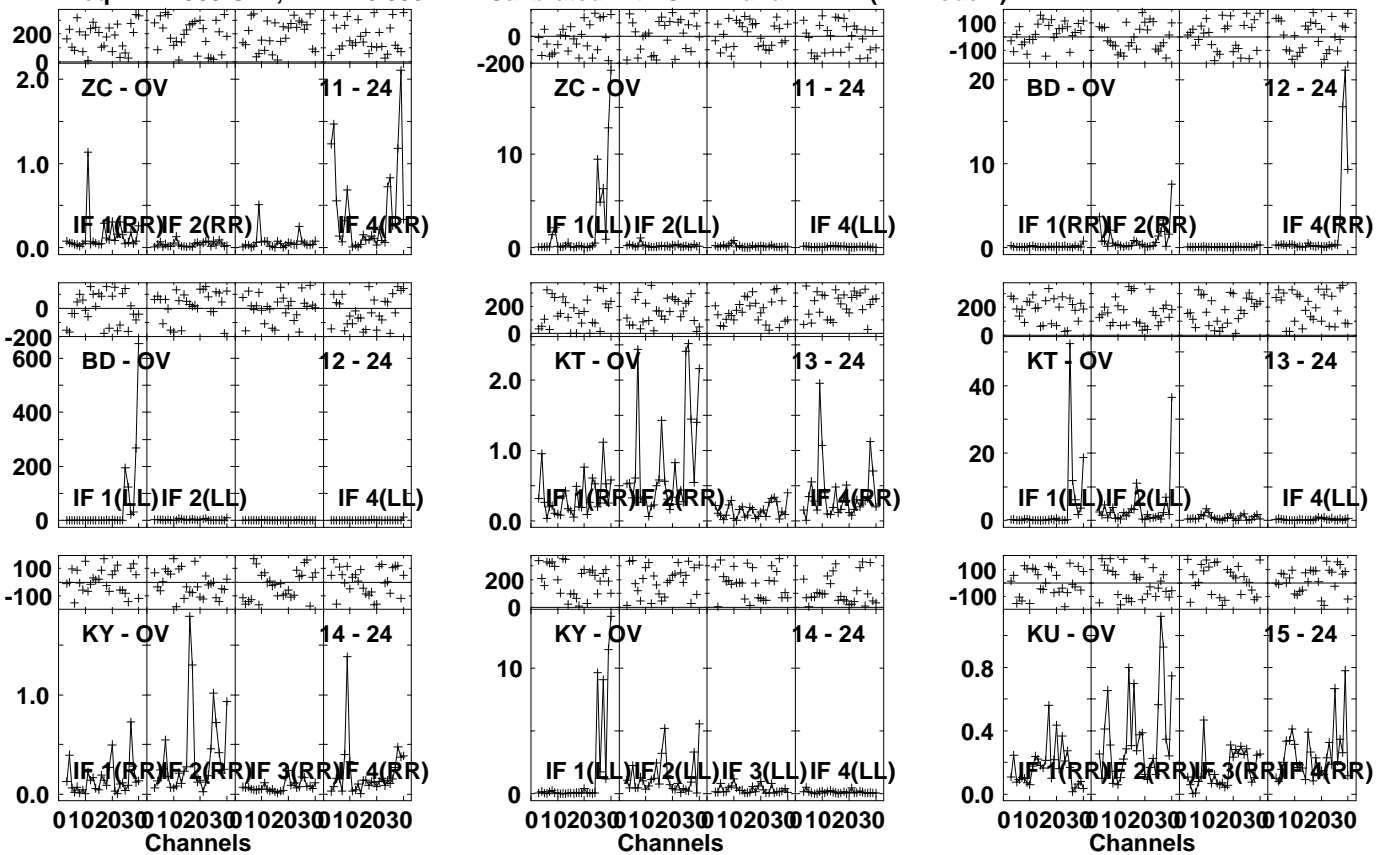 200
0
2.0
1.0
0.0
ZC - OV 11 - 24
IF 1(RR) IF 2(RR) IF 4(RR)
0
-200
10
0
ZC - OV 11 - 24
IF 1(LL) IF 2(LL) IF 4(LL)
100
-100
20
10
0
BD - OV 12 - 24
IF 1(RR) IF 2(RR) IF 4(RR)
0
-200
600
400
200
0
BD - OV 12 - 24
IF 1(LL) IF 2(LL) IF 4(LL)
200
0
2.0
1.0
0.0
KT - OV 13 - 24
IF 1(RR) IF 2(RR) IF 4(RR)
200
0
40
20
0
KT - OV 13 - 24
IF 1(LL) IF 2(LL) IF 4(LL)
100
-100
1.0
0.0
KY - OV 14 - 24
IF 1(RR) IF 2(RR) IF 3(RR) IF 4(RR)
0102030 0102030 0102030 0102030
Channels
200
0
10
0
KY - OV 14 - 24
IF 1(LL) IF 2(LL) IF 3(LL) IF 4(LL)
0102030 0102030 0102030 0102030
Channels
100
-100
0.8
0.4
0.0
KU - OV 15 - 24
IF 1(RR) IF 2(RR) IF 3(RR) IF 4(RR)
0102030 0102030 0102030 0102030
Channels